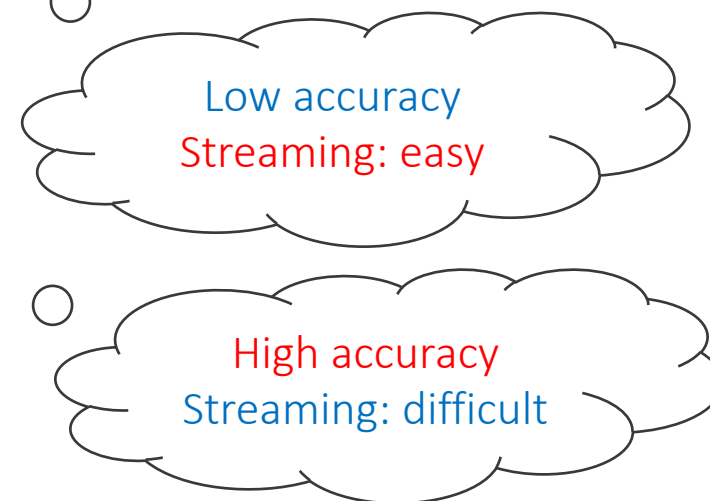 Low accuracy
Streaming: easy
High accuracy
Streaming: difficult